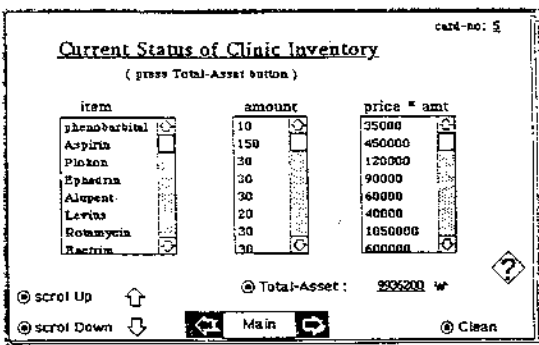 card-no: 5
Current Status of Clinic Inventory
( press Total-Asset button )
item amount price * amt
phenobarbital 10 35000
Aspirin 150 450000
Plokon 30 120000
Ephedrin 30 90000
Alupent 30 60000
Levins 20 40000
Rotamycin 30 1050000
Bactrim 30 600000
Total-Asset : 9936200 W
?
scrol Up
scrol Down Main Clean